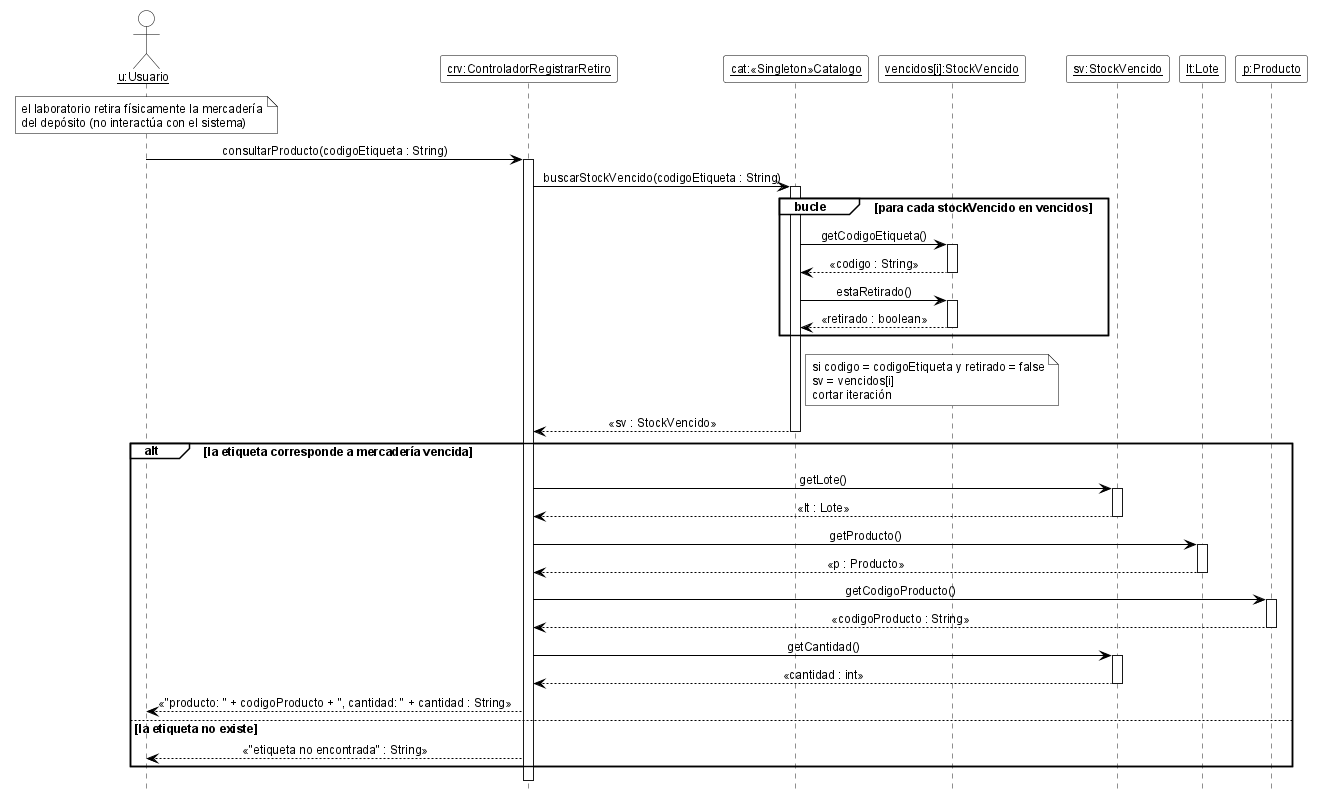 u:Usuario
crv:ControladorRegistrarRetiro
cat:«Singleton»Catalogo
vencidos[i]:StockVencido
sv:StockVencido
lt:Lote
p:Producto
el laboratorio retira físicamente la mercadería
del depósito (no interactúa con el sistema)
consultarProducto(codigoEtiqueta : String)
buscarStockVencido(codigoEtiqueta : String)
bucle
[para cada stockVencido en vencidos]
getCodigoEtiqueta()
«codigo : String»
estaRetirado()
«retirado : boolean»
si codigo = codigoEtiqueta y retirado = false
sv = vencidos[i]
cortar iteración
«sv : StockVencido»
alt
[la etiqueta corresponde a mercadería vencida]
getLote()
«lt : Lote»
getProducto()
«p : Producto»
getCodigoProducto()
«codigoProducto : String»
getCantidad()
«cantidad : int»
«"producto: " + codigoProducto + ", cantidad: " + cantidad : String»
[la etiqueta no existe]
«"etiqueta no encontrada" : String»